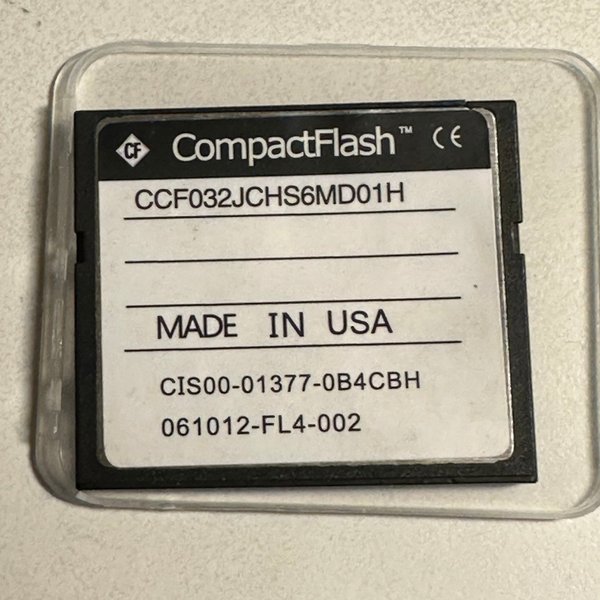 CF CompactFlash™ CE
CCF032JCHS6MD01H
MADE IN USA
CIS00-01377-0B4CBH
061012-FL4-002